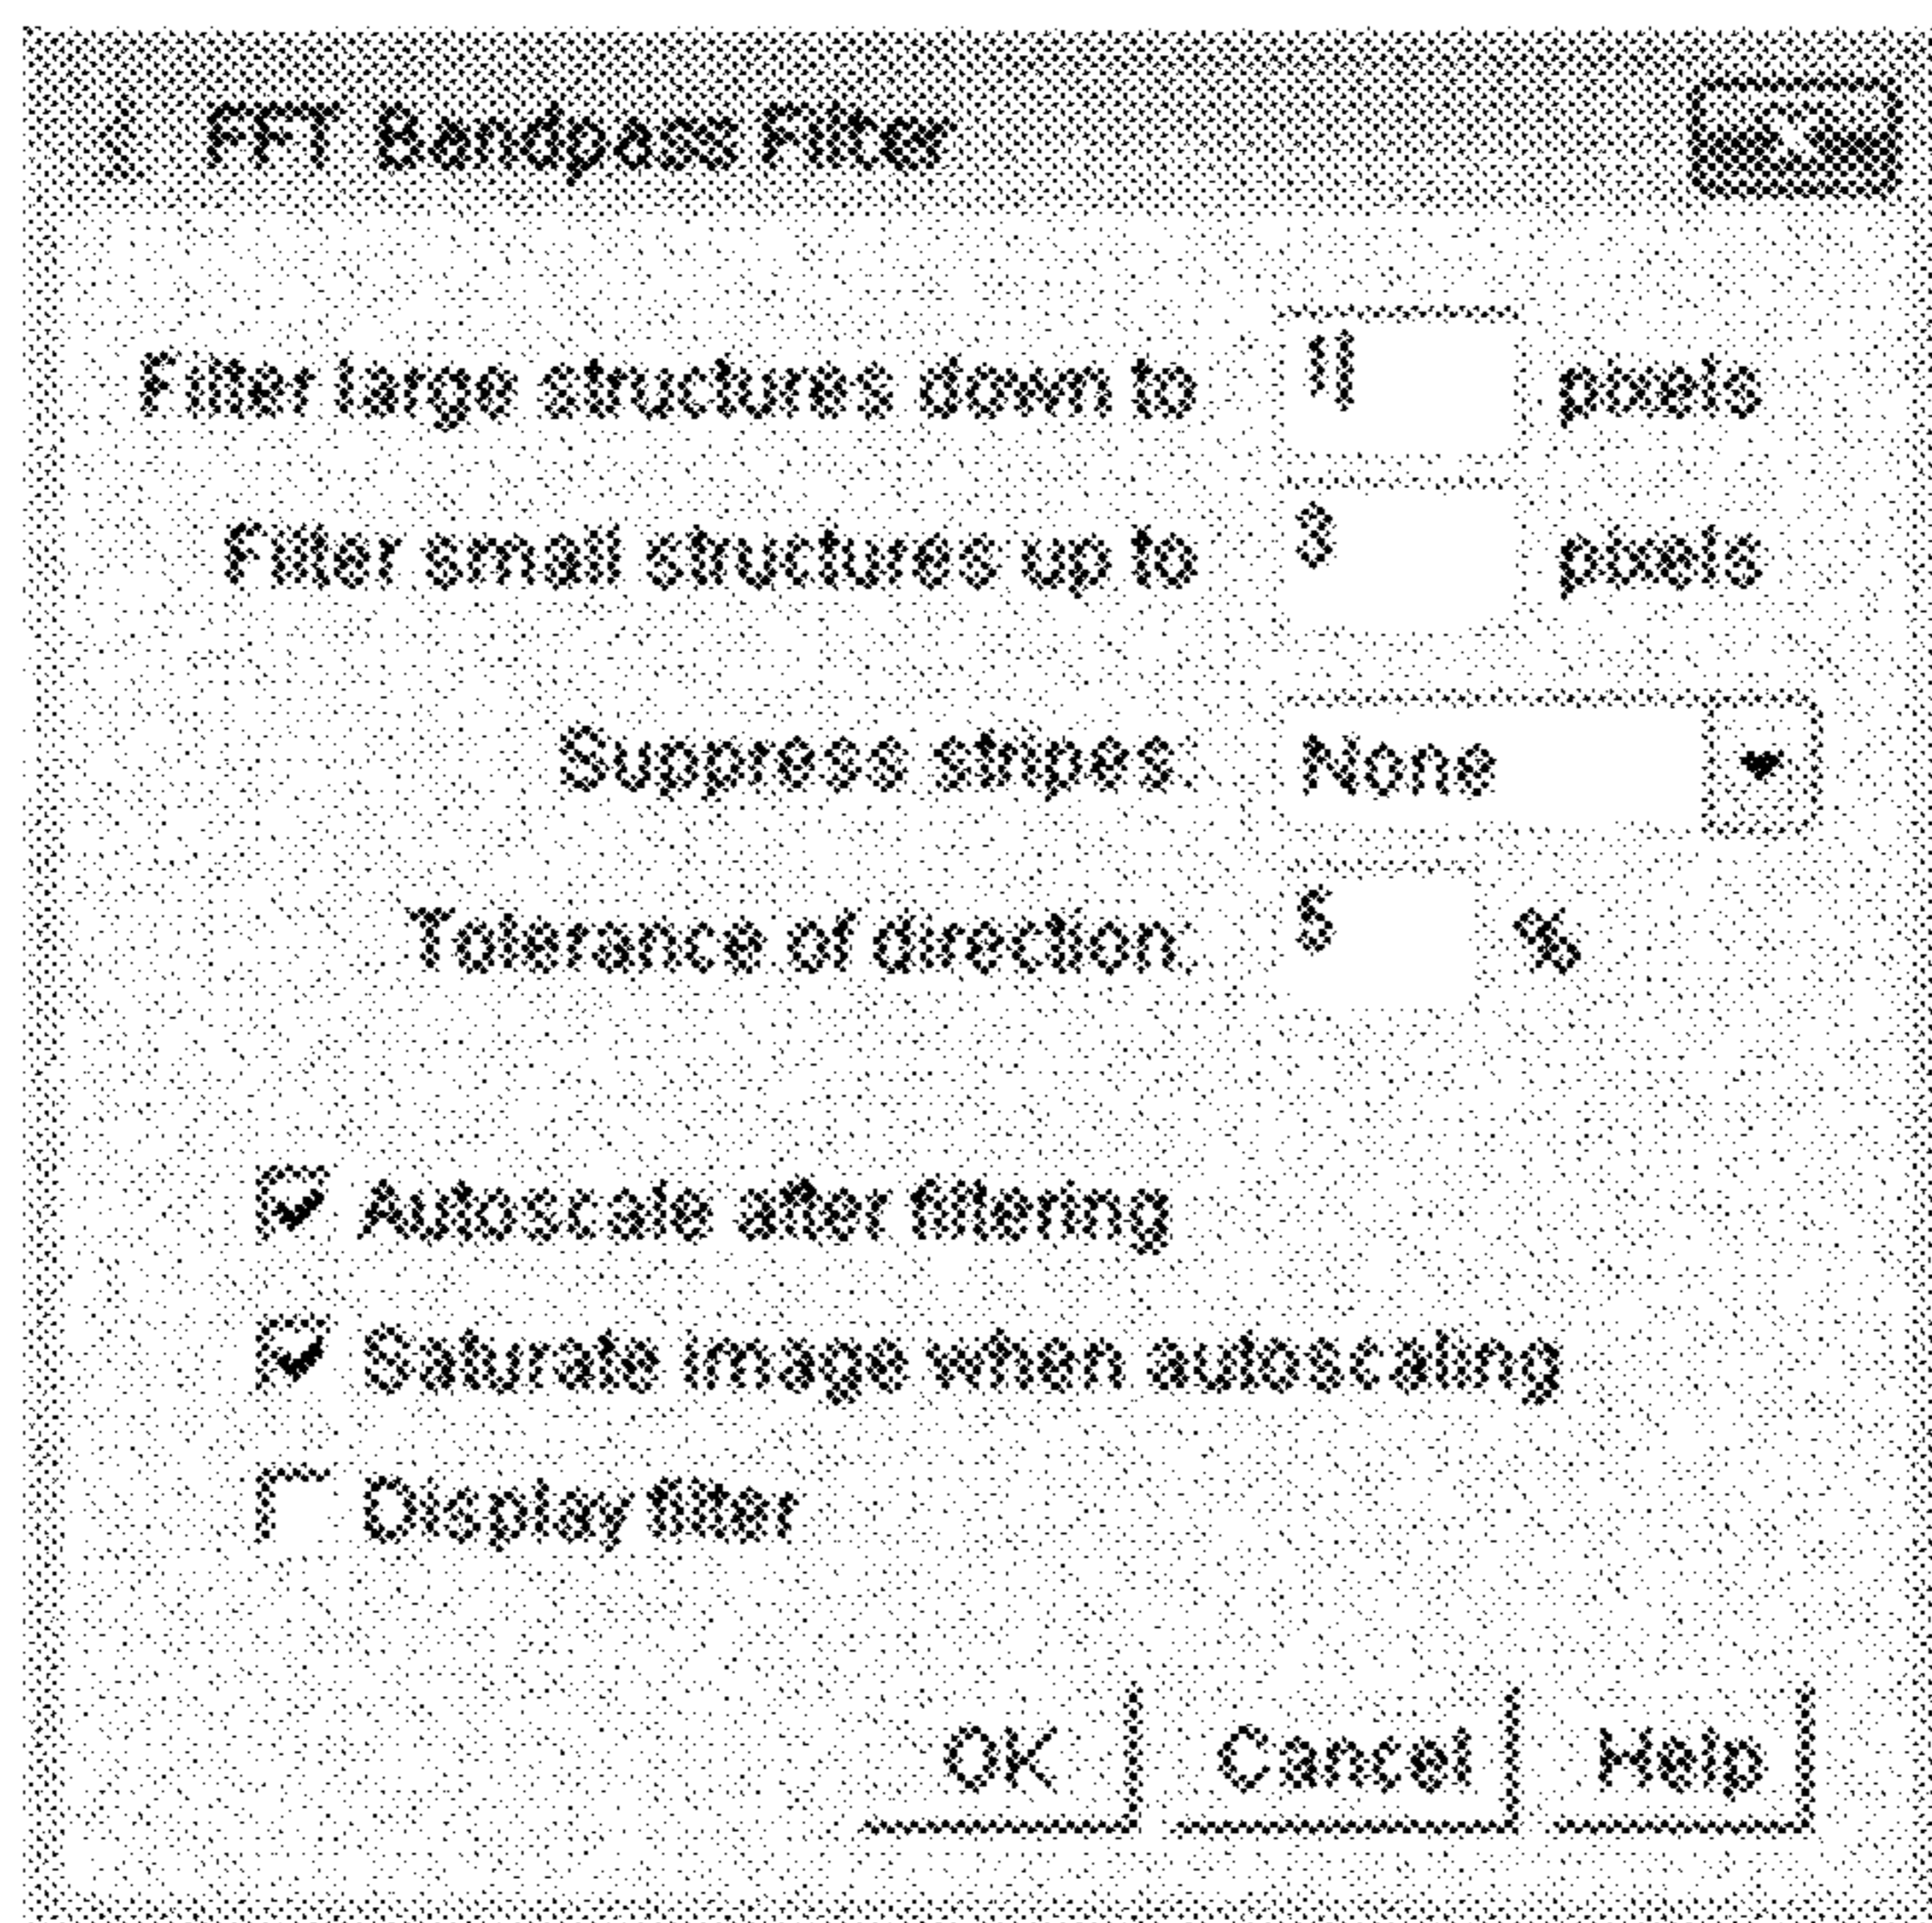 FFT Bandpass Filter
Filter large structures down to 1 pixels
Filter small structures up to 3 pixels
Suppress stripes: None
Tolerance of direction: 5 %
Autoscale after filtering
Saturate image when autoscaling
Display filter
OK Cancel Help